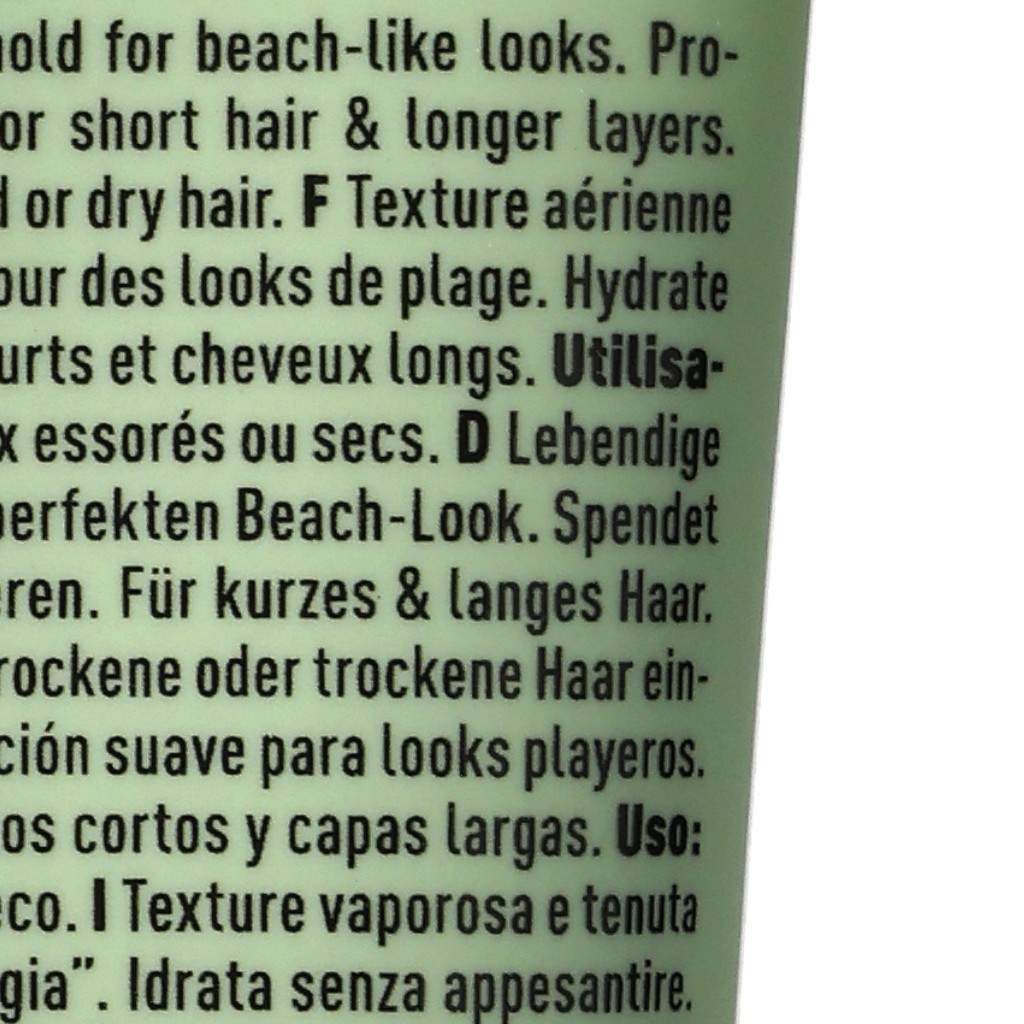 hold for beach-like looks. Pro-
or short hair & longer layers.
d or dry hair. F Texture aérienne
our des looks de plage. Hydrate
urts et cheveux longs. Utilisa-
x essorés ou secs. D Lebendige
perfekten Beach-Look. Spendet
eren. Für kurzes & langes Haar.
rockene oder trockene Haar ein-
ción suave para looks playeros.
os cortos y capas largas. Uso:
eco. I Texture vaporosa e tenuta
gia”. Idrata senza appesantire.